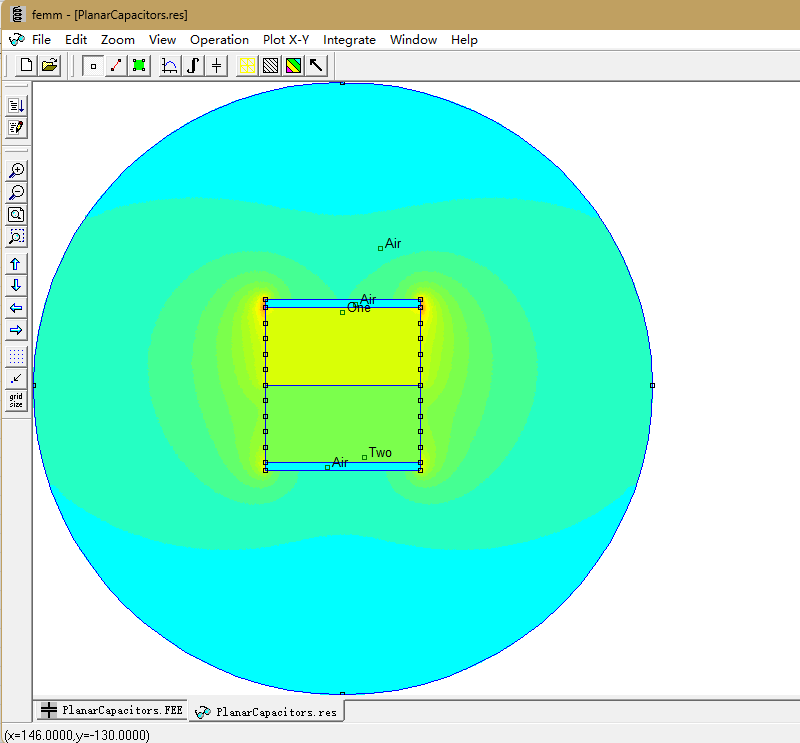 femm - [PlanarCapacitors.res]
File Edit Zoom View Operation Plot X-Y Integrate Window Help
grid
size
Air
Air
One
Two
Air
PlanarCapacitors.FEE PlanarCapacitors.res
(x=146.0000,y=-130.0000)